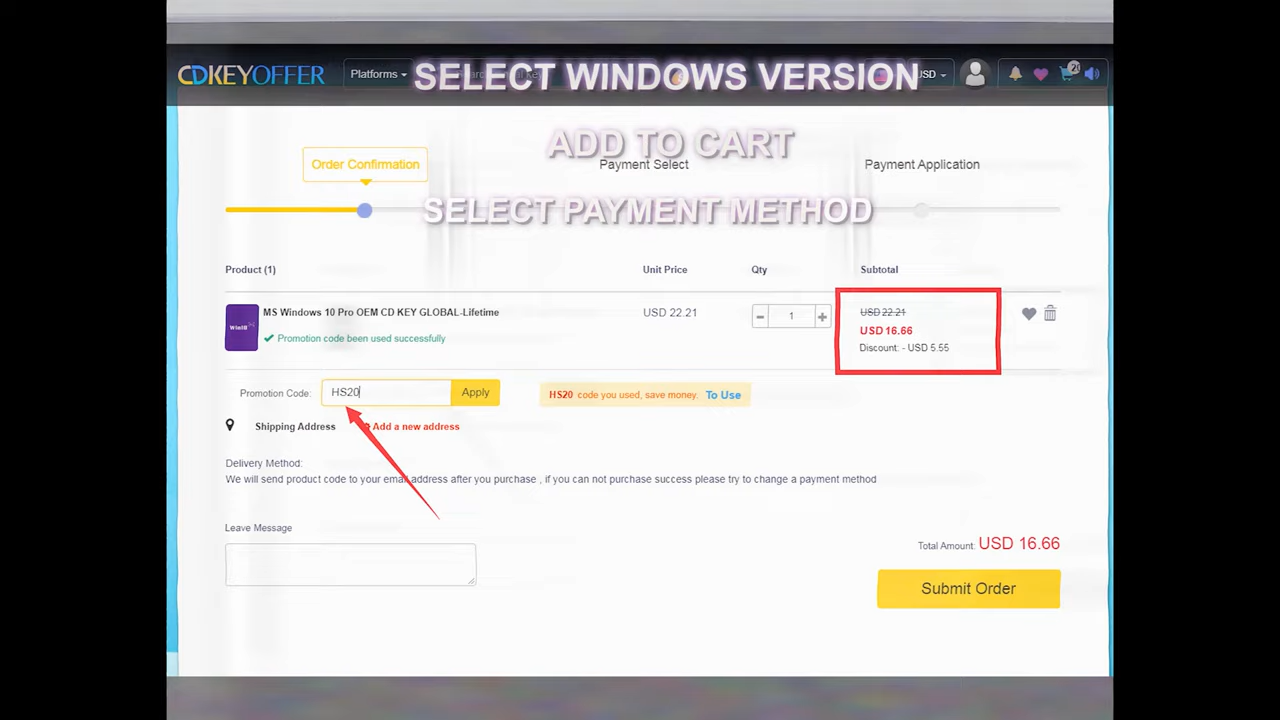 CDKEYOFFER
Platforms
SELECT WINDOWS VERSION
USD
ADD TO CART
Order Confirmation
Payment Select
Payment Application
SELECT PAYMENT METHOD
Product (1)
Unit Price
Qty
Subtotal
MS Windows 10 Pro OEM CD KEY GLOBAL-Lifetime
USD 22.21
1
USD 22.21
Win10
Promotion code been used successfully
USD 16.66
Discount: - USD 5.55
Promotion Code:
HS20
Apply
HS20 code you used, save money. To Use
Shipping Address
Add a new address
Delivery Method:
We will send product code to your email address after you purchase , if you can not purchase success please try to change a payment method
Leave Message
Total Amount: USD 16.66
Submit Order